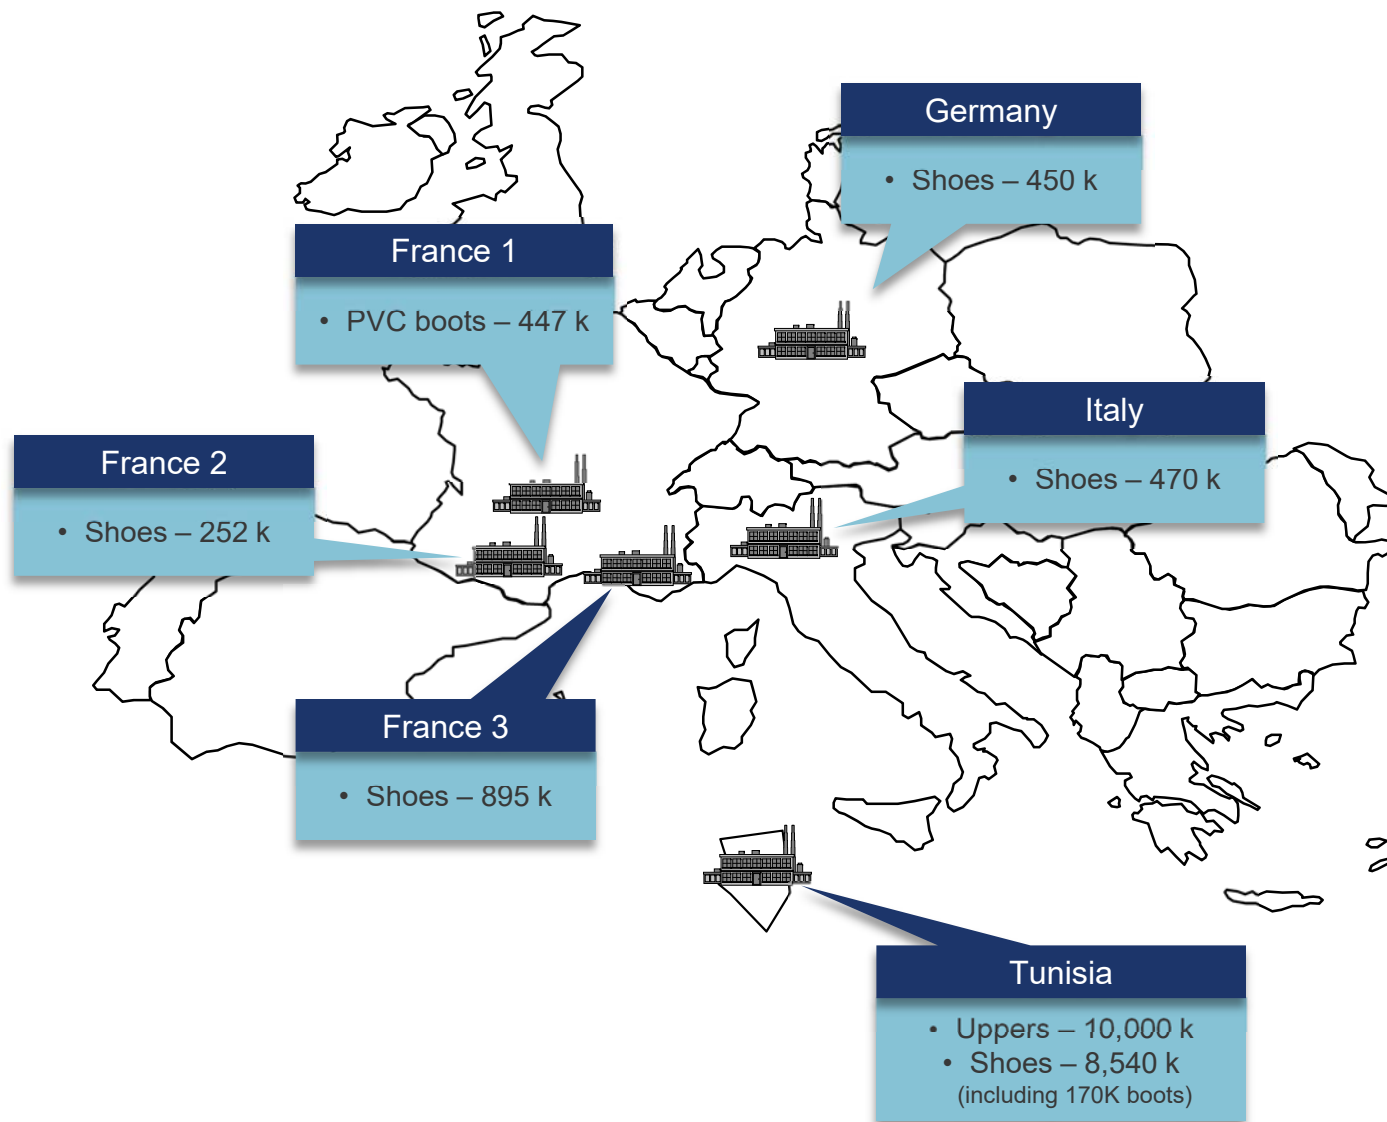 Germany
• Shoes – 450 k
France 1
• PVC boots – 447 k
Italy
• Shoes – 470 k
France 2
• Shoes – 252 k
France 3
• Shoes – 895 k
Tunisia
• Uppers – 10,000 k
• Shoes – 8,540 k
(including 170K boots)